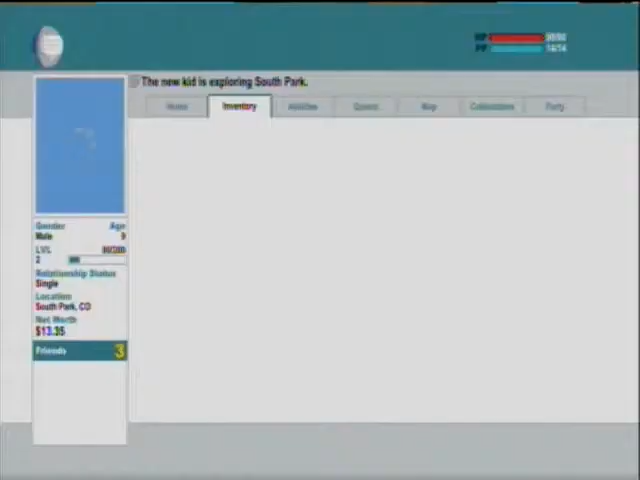 HP
PP
The new kid is exploring South Park.
Home
Inventory
Abilities
Quests
Map
Collectables
Party
Gender Age
Male 9
LVL
2
Relationship Status
Single
Location
South Park, CO
Net Worth
$13.35
Friends 3